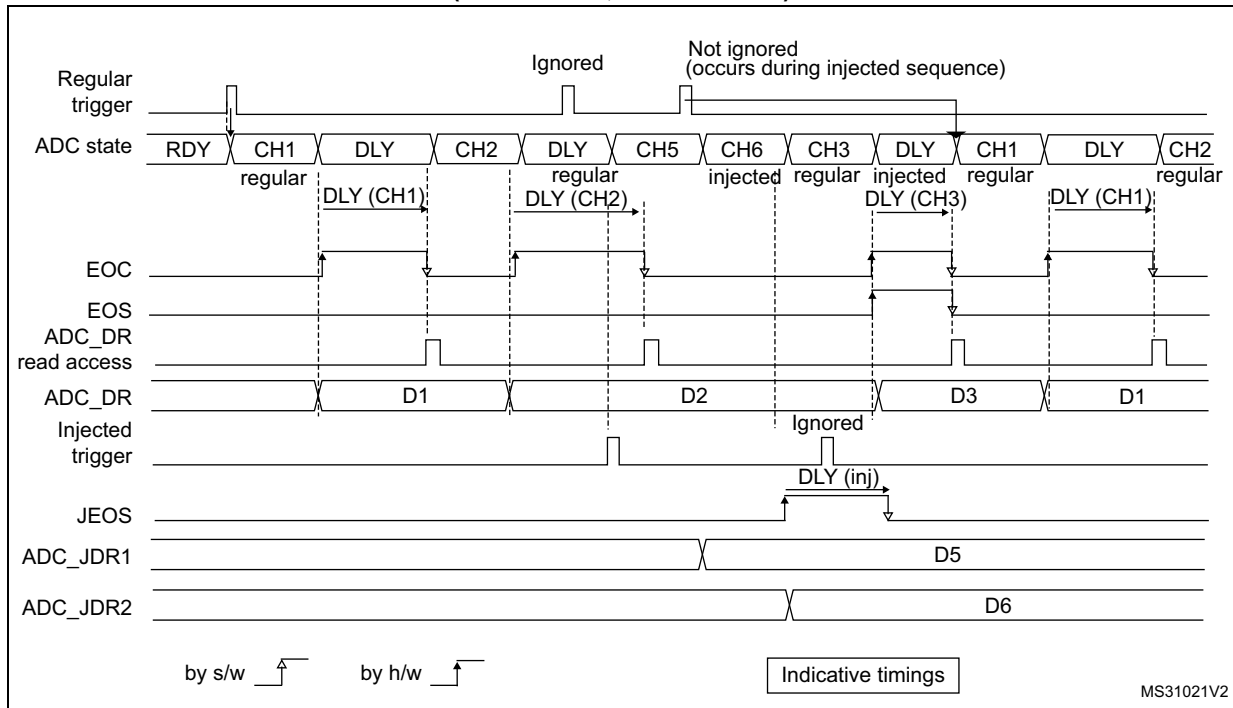 Ignored
Not ignored
(occurs during injected sequence)
Regular
trigger
ADC state RDY CH1 DLY CH2 DLY CH5 CH6 CH3 DLY CH1 DLY CH2
regular regular injected regular injected regular regular
DLY (CH1) DLY (CH2) DLY (CH3) DLY (CH1)
EOC
EOS
ADC_DR
read access
ADC_DR D1 D2 D3 D1
Injected
trigger
Ignored
DLY (inj)
JEOS
ADC_JDR1 D5
ADC_JDR2 D6
by s/w by h/w Indicative timings
MS31021V2